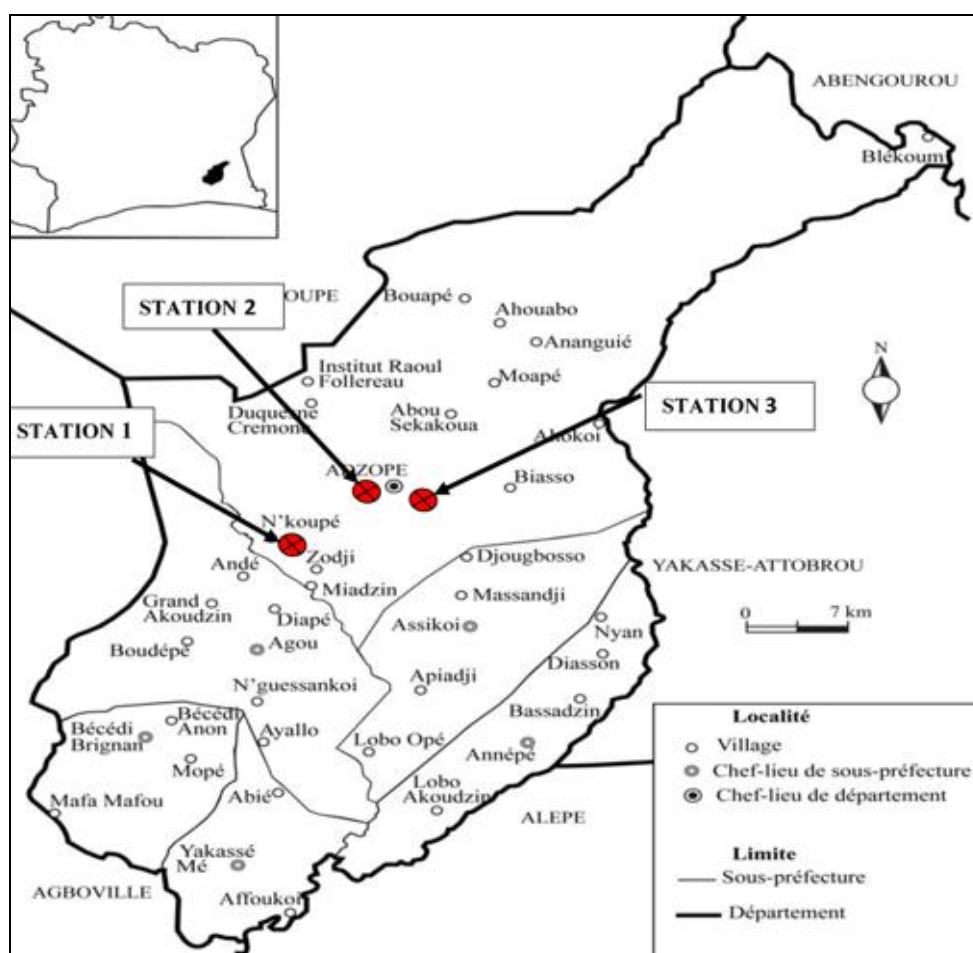 ABENGOUROU
Blékoum
OUPE
STATION 2
Bouapé
Ahouabo
Ananguié
Institut Raoul
Follereau
Moapé
N
Duquesne
Cremone
Abou
Sekakoua
STATION 3
STATION 1
Ahokoi
ADZOPE
Biasso
N'koupé
Zodji
Djougbosso
Andé
YAKASSE-ATTOBROU
Miadzin
Massandji
Grand
Akoudzin
Diapé
0 7 km
Assikoi
Nyan
Boudépé
Agou
Diasson
Apiadji
N'guessankoi
Bassadzin
Bécédi
Anon
Bécédi
Brignan
Ayallo
Lobo Opé
Annépé
Mopé
Lobo
Akoudzin
Abié
Mafa Mafou
ALEPE
Yakassé
Mé
AGBOVILLE
Affoukoi
Localité
Village
Chef-lieu de sous-préfecture
Chef-lieu de département
Limite
Sous-préfecture
Département